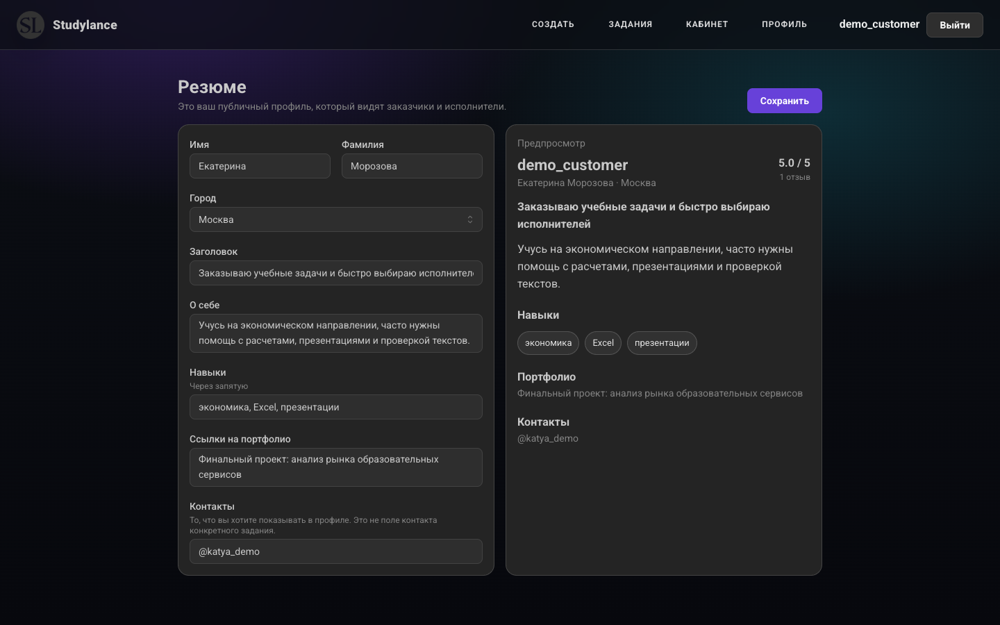 SL
Studylance
СОЗДАТЬ
ЗАДАНИЯ
КАБИНЕТ
ПРОФИЛЬ
demo_customer
Выйти
Резюме
Это ваш публичный профиль, который видят заказчики и исполнители.
Сохранить
Имя
Фамилия
Екатерина
Морозова
Город
Москва
Заголовок
Заказываю учебные задачи и быстро выбираю исполнител
О себе
Учусь на экономическом направлении, часто нужны
помощь с расчетами, презентациями и проверкой текстов.
Навыки
Через запятую
экономика, Excel, презентации
Ссылки на портфолио
Финальный проект: анализ рынка образовательных
сервисов
Контакты
То, что вы хотите показывать в профиле. Это не поле контакта
конкретного задания.
@katya_demo
Предпросмотр
demo_customer
5.0 / 5
Екатерина Морозова · Москва
1 отзыв
Заказываю учебные задачи и быстро выбираю
исполнителей
Учусь на экономическом направлении, часто нужны
помощь с расчетами, презентациями и проверкой
текстов.
Навыки
экономика
Excel
презентации
Портфолио
Финальный проект: анализ рынка образовательных сервисов
Контакты
@katya_demo